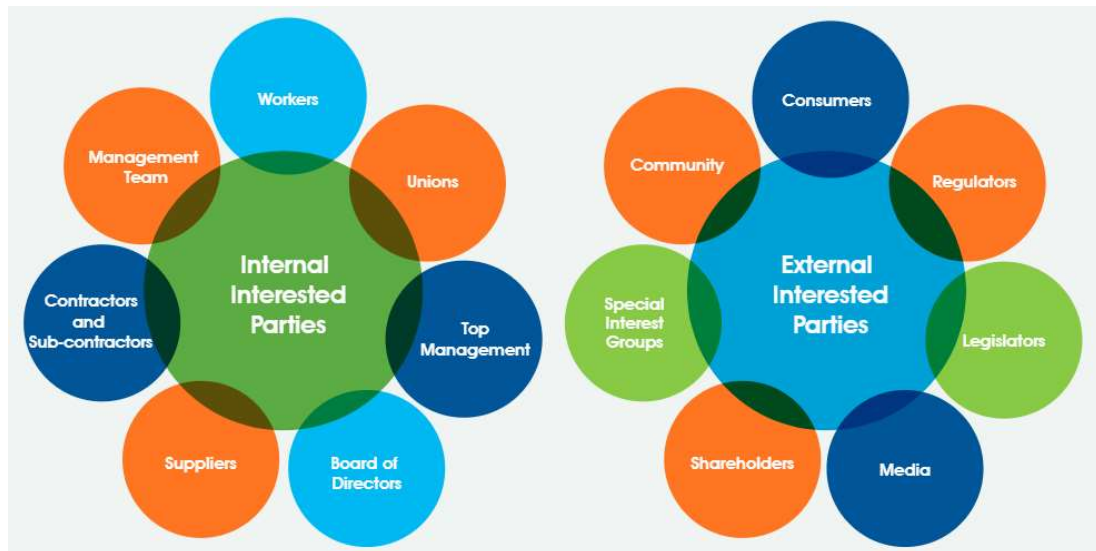 Workers
Management
Team
Unions
Internal
Interested
Parties
Contractors
and
Sub-contractors
Top
Management
Suppliers
Board of
Directors
Consumers
Community
Regulators
External
Interested
Parties
Special
Interest
Groups
Legislators
Shareholders
Media